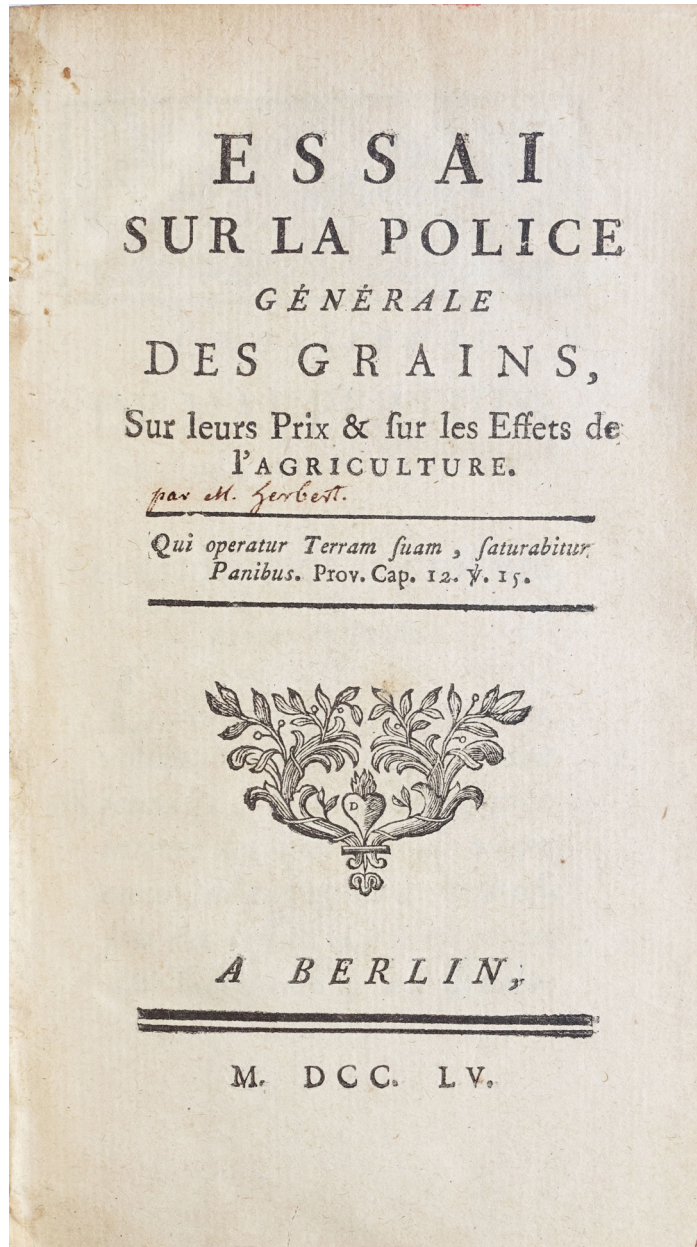 ESSAI
SUR LA POLICE
GÉNÉRALE
DES GRAINS,
Sur leurs Prix & ſur les Effets de
l'AGRICULTURE.
par M. Herbert.
Qui operatur Terram ſuam, ſaturabitur
Panibus. Prov. Cap. 12. ℣. 15.
D
A BERLIN,
M. DCC. LV.